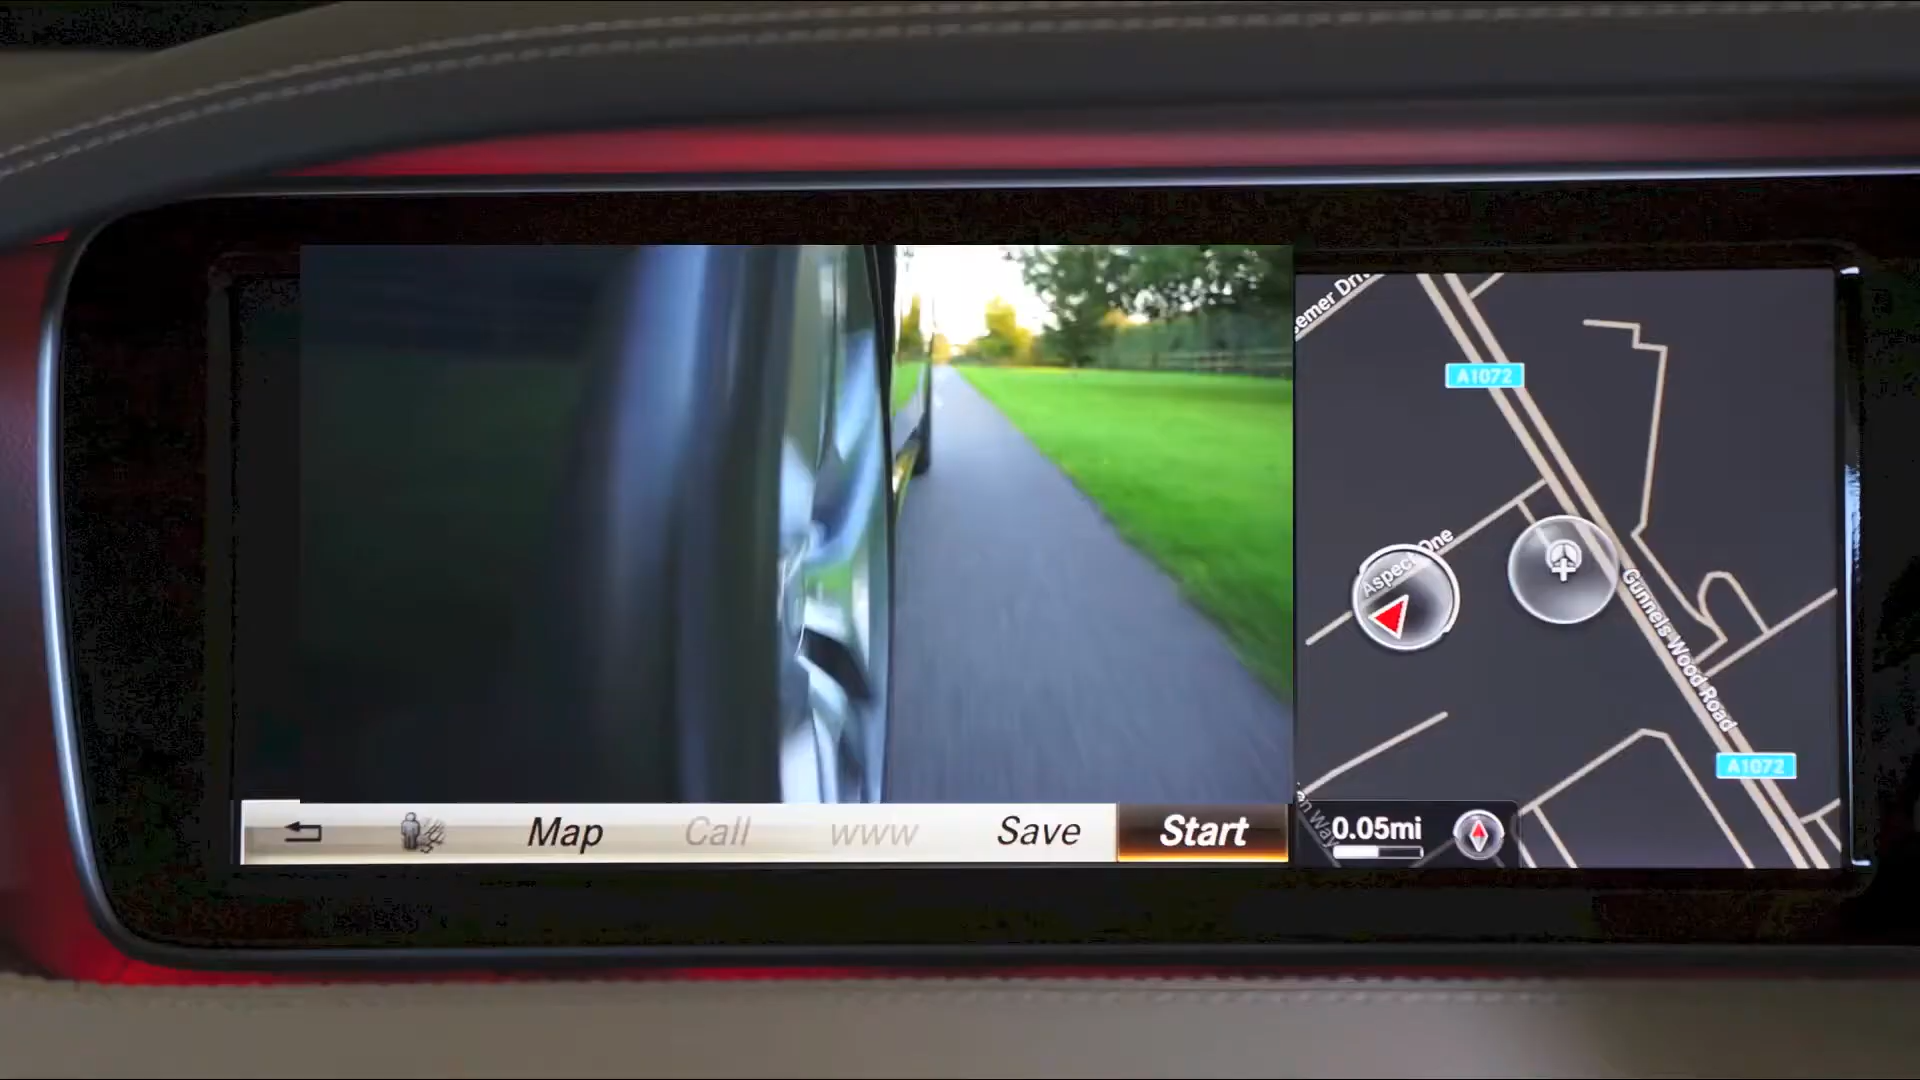 Map
Call
www
Save
Start
A1072
Aspect One
Gunnels Wood Road
A1072
0.05mi